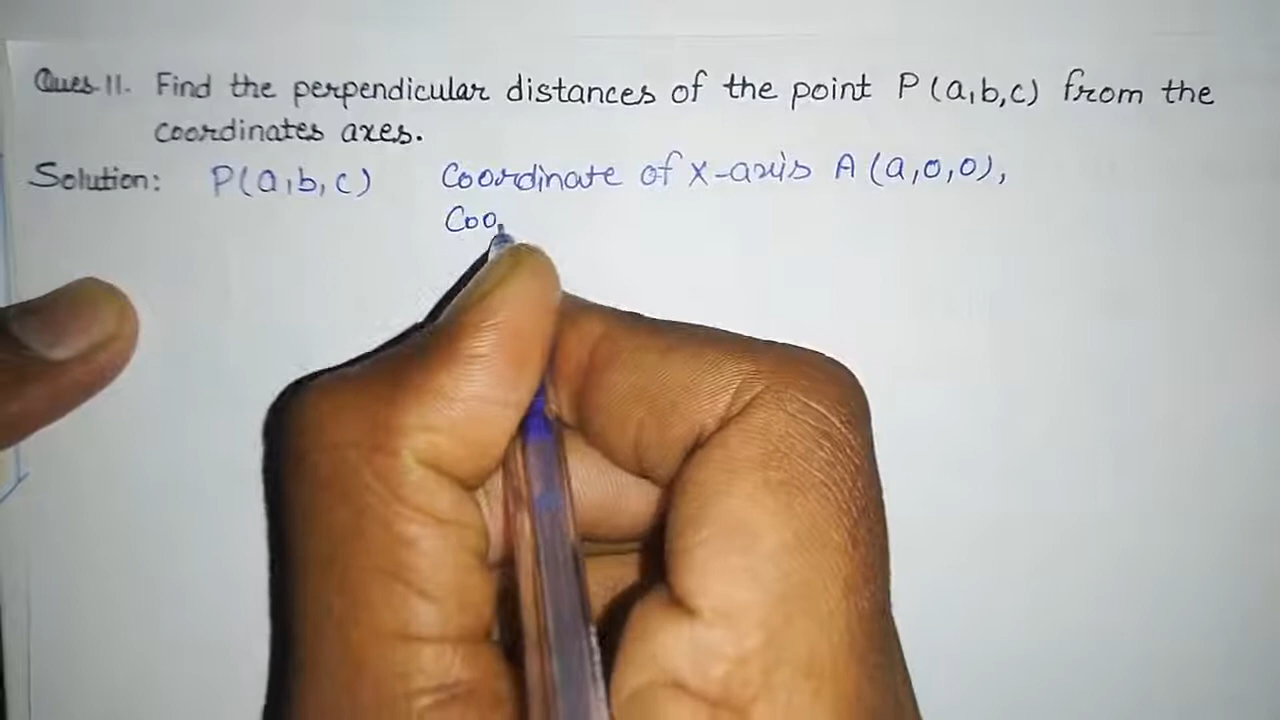 Ques 11. Find the perpendicular distances of the point P(a,b,c) from the
coordinates axes.
Solution: P(a,b,c) Coordinate of x-axis A (a,0,0),
Coo